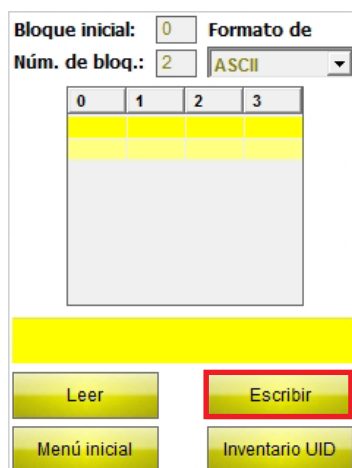 Bloque inicial: 0 Formato de
Núm. de bloq.: 2 ASCII
0 1 2 3
Leer Escribir
Menú inicial Inventario UID